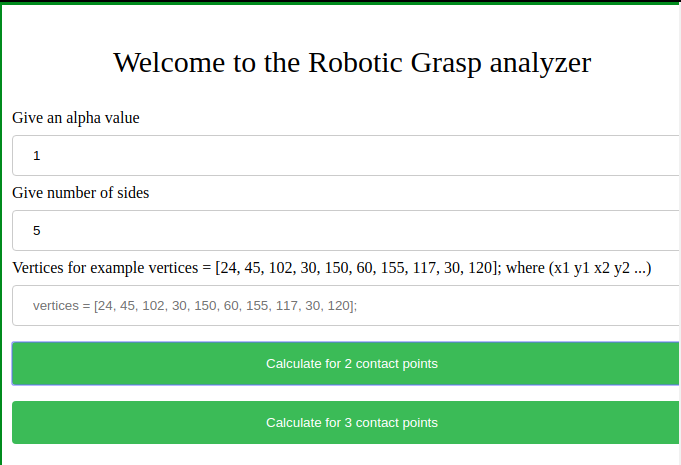 Welcome to the Robotic Grasp analyzer
Give an alpha value
1
Give number of sides
5
Vertices for example vertices = [24, 45, 102, 30, 150, 60, 155, 117, 30, 120]; where (x1 y1 x2 y2 ...)
vertices = [24, 45, 102, 30, 150, 60, 155, 117, 30, 120];
Calculate for 2 contact points
Calculate for 3 contact points